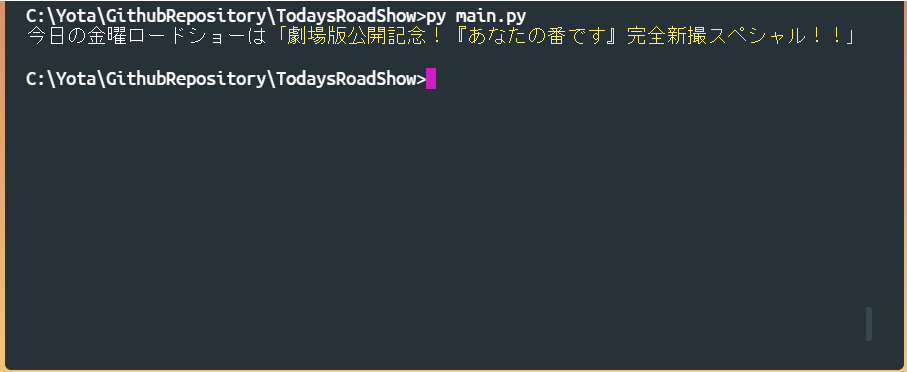 C:\Yota\GithubRepository\TodaysRoadShow>py main.py
今日の金曜ロードショーは「劇場版公開記念！『あなたの番です』完全新撮スペシャル！！」
C:\Yota\GithubRepository\TodaysRoadShow>